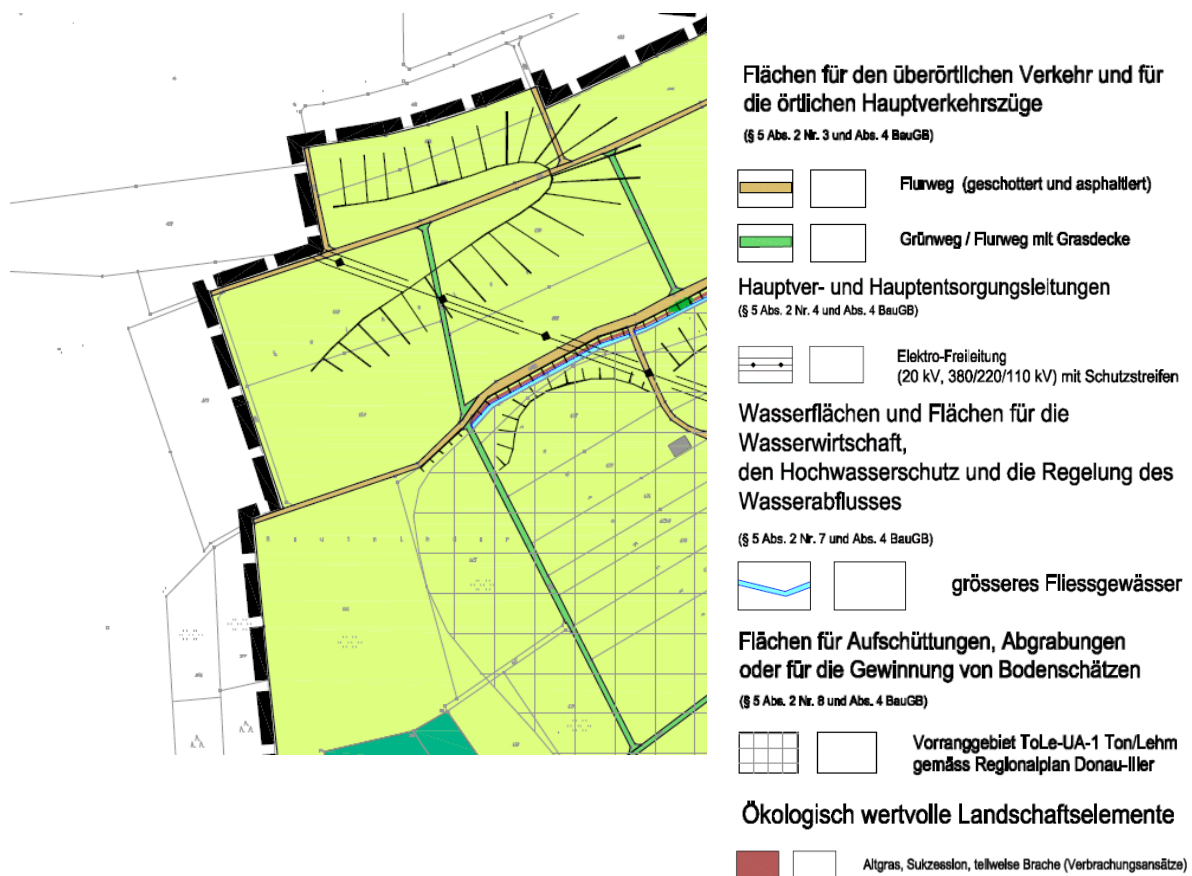 Flächen für den überörtlichen Verkehr und für
die örtlichen Hauptverkehrszüge
(§ 5 Abs. 2 Nr. 3 und Abs. 4 BauGB)
Flurweg (geschottert und asphaltiert)
Grünweg / Flurweg mit Grasdecke
Hauptver- und Hauptentsorgungsleitungen
(§ 5 Abs. 2 Nr. 4 und Abs. 4 BauGB)
Elektro-Freileitung
(20 kV, 380/220/110 kV) mit Schutzstreifen
Wasserflächen und Flächen für die
Wasserwirtschaft,
den Hochwasserschutz und die Regelung des
Wasserabflusses
(§ 5 Abs. 2 Nr. 7 und Abs. 4 BauGB)
grösseres Fliessgewässer
Flächen für Aufschüttungen, Abgrabungen
oder für die Gewinnung von Bodenschätzen
(§ 5 Abs. 2 Nr. 8 und Abs. 4 BauGB)
Vorranggebiet ToLe-UA-1 Ton/Lehm
gemäss Regionalplan Donau-Iller
Ökologisch wertvolle Landschaftselemente
Altgras, Sukzession, teilweise Brache (Verbrachungsansätze)